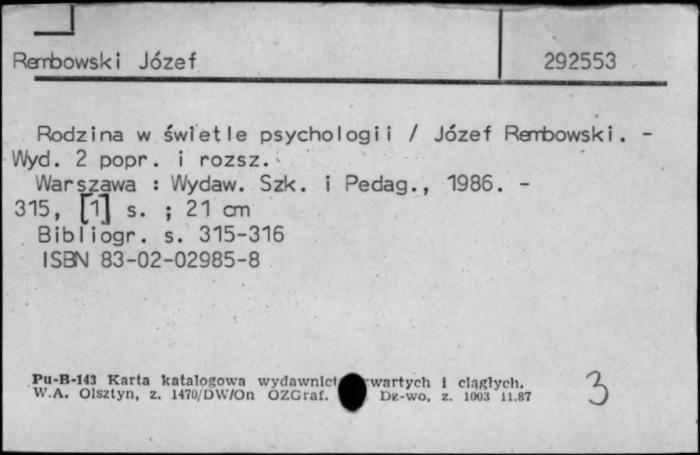 Rembowski Józef 292553
Rodzina w świetle psychologii / Józef Rembowski. -
Wyd. 2 popr. i rozsz.
Warszawa : Wydaw. Szk. i Pedag., 1986. -
315, [1] s. ; 21 cm
Bibliogr. s. 315-316
ISBN 83-02-02985-8
Pu-B-143 Karta katalogowa wydawnict wartych i ciągłych.
W.A. Olsztyn, z. 1470/DW/On OZGraf. Dz-wo, z. 1003 11.87
3